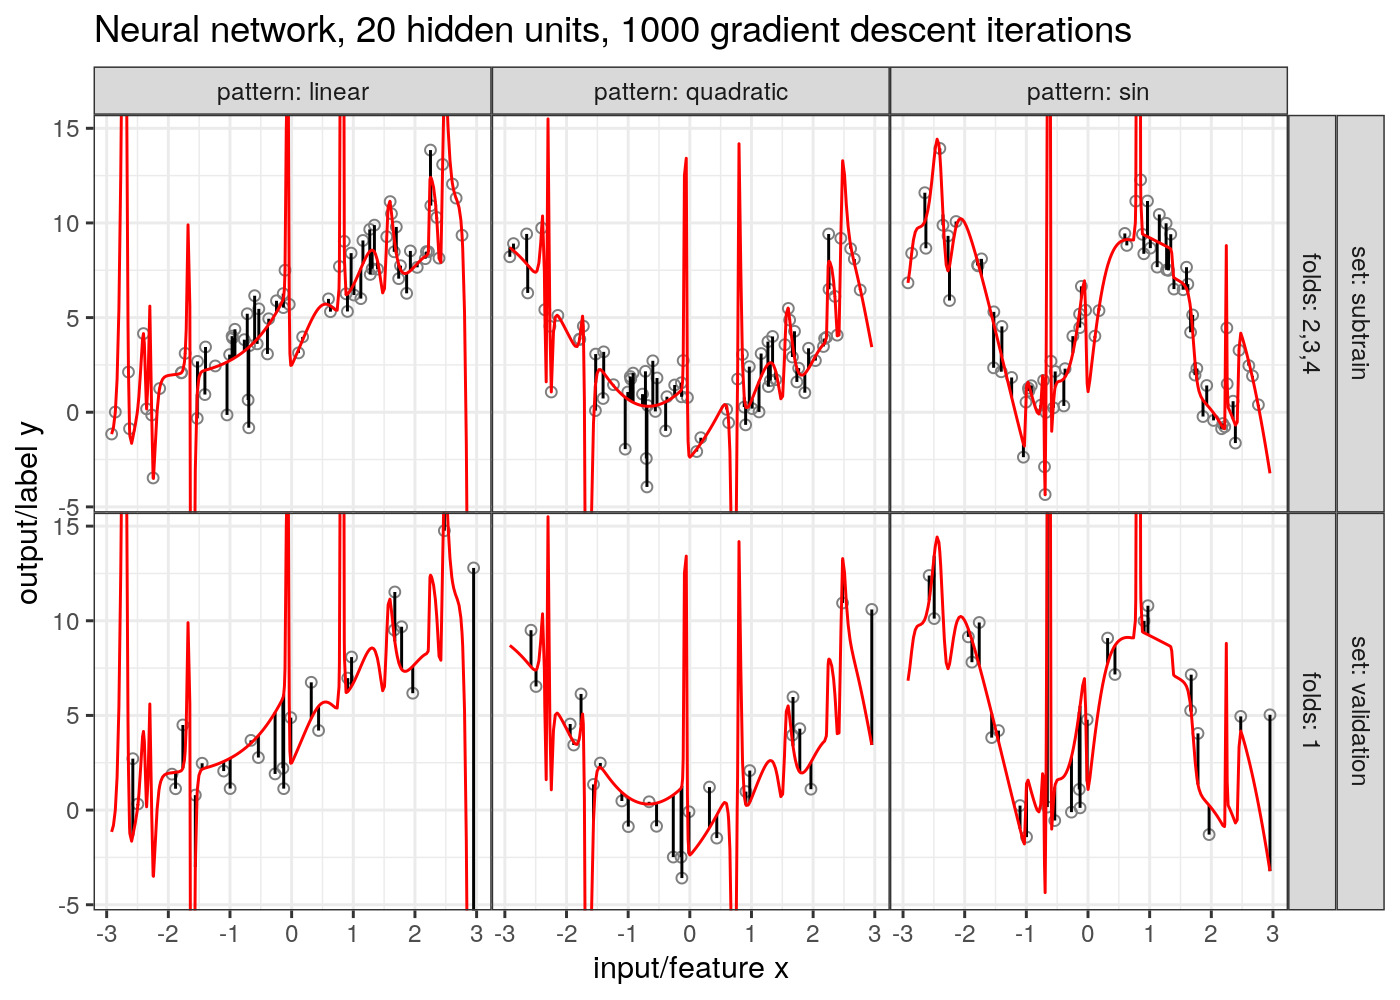 Neural network, 20 hidden units, 1000 gradient descent iterations
pattern: linear
pattern: quadratic
pattern: sin
15
10
5
0
-5
folds: 2,3,4
set: subtrain
15
10
5
0
-5
folds: 1
set: validation
-3 -2 -1 0 1 2 3
-3 -2 -1 0 1 2 3
-3 -2 -1 0 1 2 3
input/feature x
output/label y